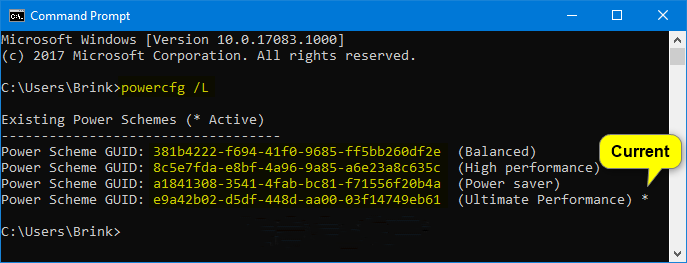 Command Prompt
Microsoft Windows [Version 10.0.17083.1000]
(c) 2017 Microsoft Corporation. All rights reserved.
C:\Users\Brink>powercfg /L
Existing Power Schemes (* Active)
-----------------------------------
Power Scheme GUID: 381b4222-f694-41f0-9685-ff5bb260df2e  (Balanced)
Current
Power Scheme GUID: 8c5e7fda-e8bf-4a96-9a85-a6e23a8c635c  (High performance)
Power Scheme GUID: a1841308-3541-4fab-bc81-f71556f20b4a  (Power saver)
Power Scheme GUID: e9a42b02-d5df-448d-aa00-03f14749eb61  (Ultimate Performance) *
C:\Users\Brink>